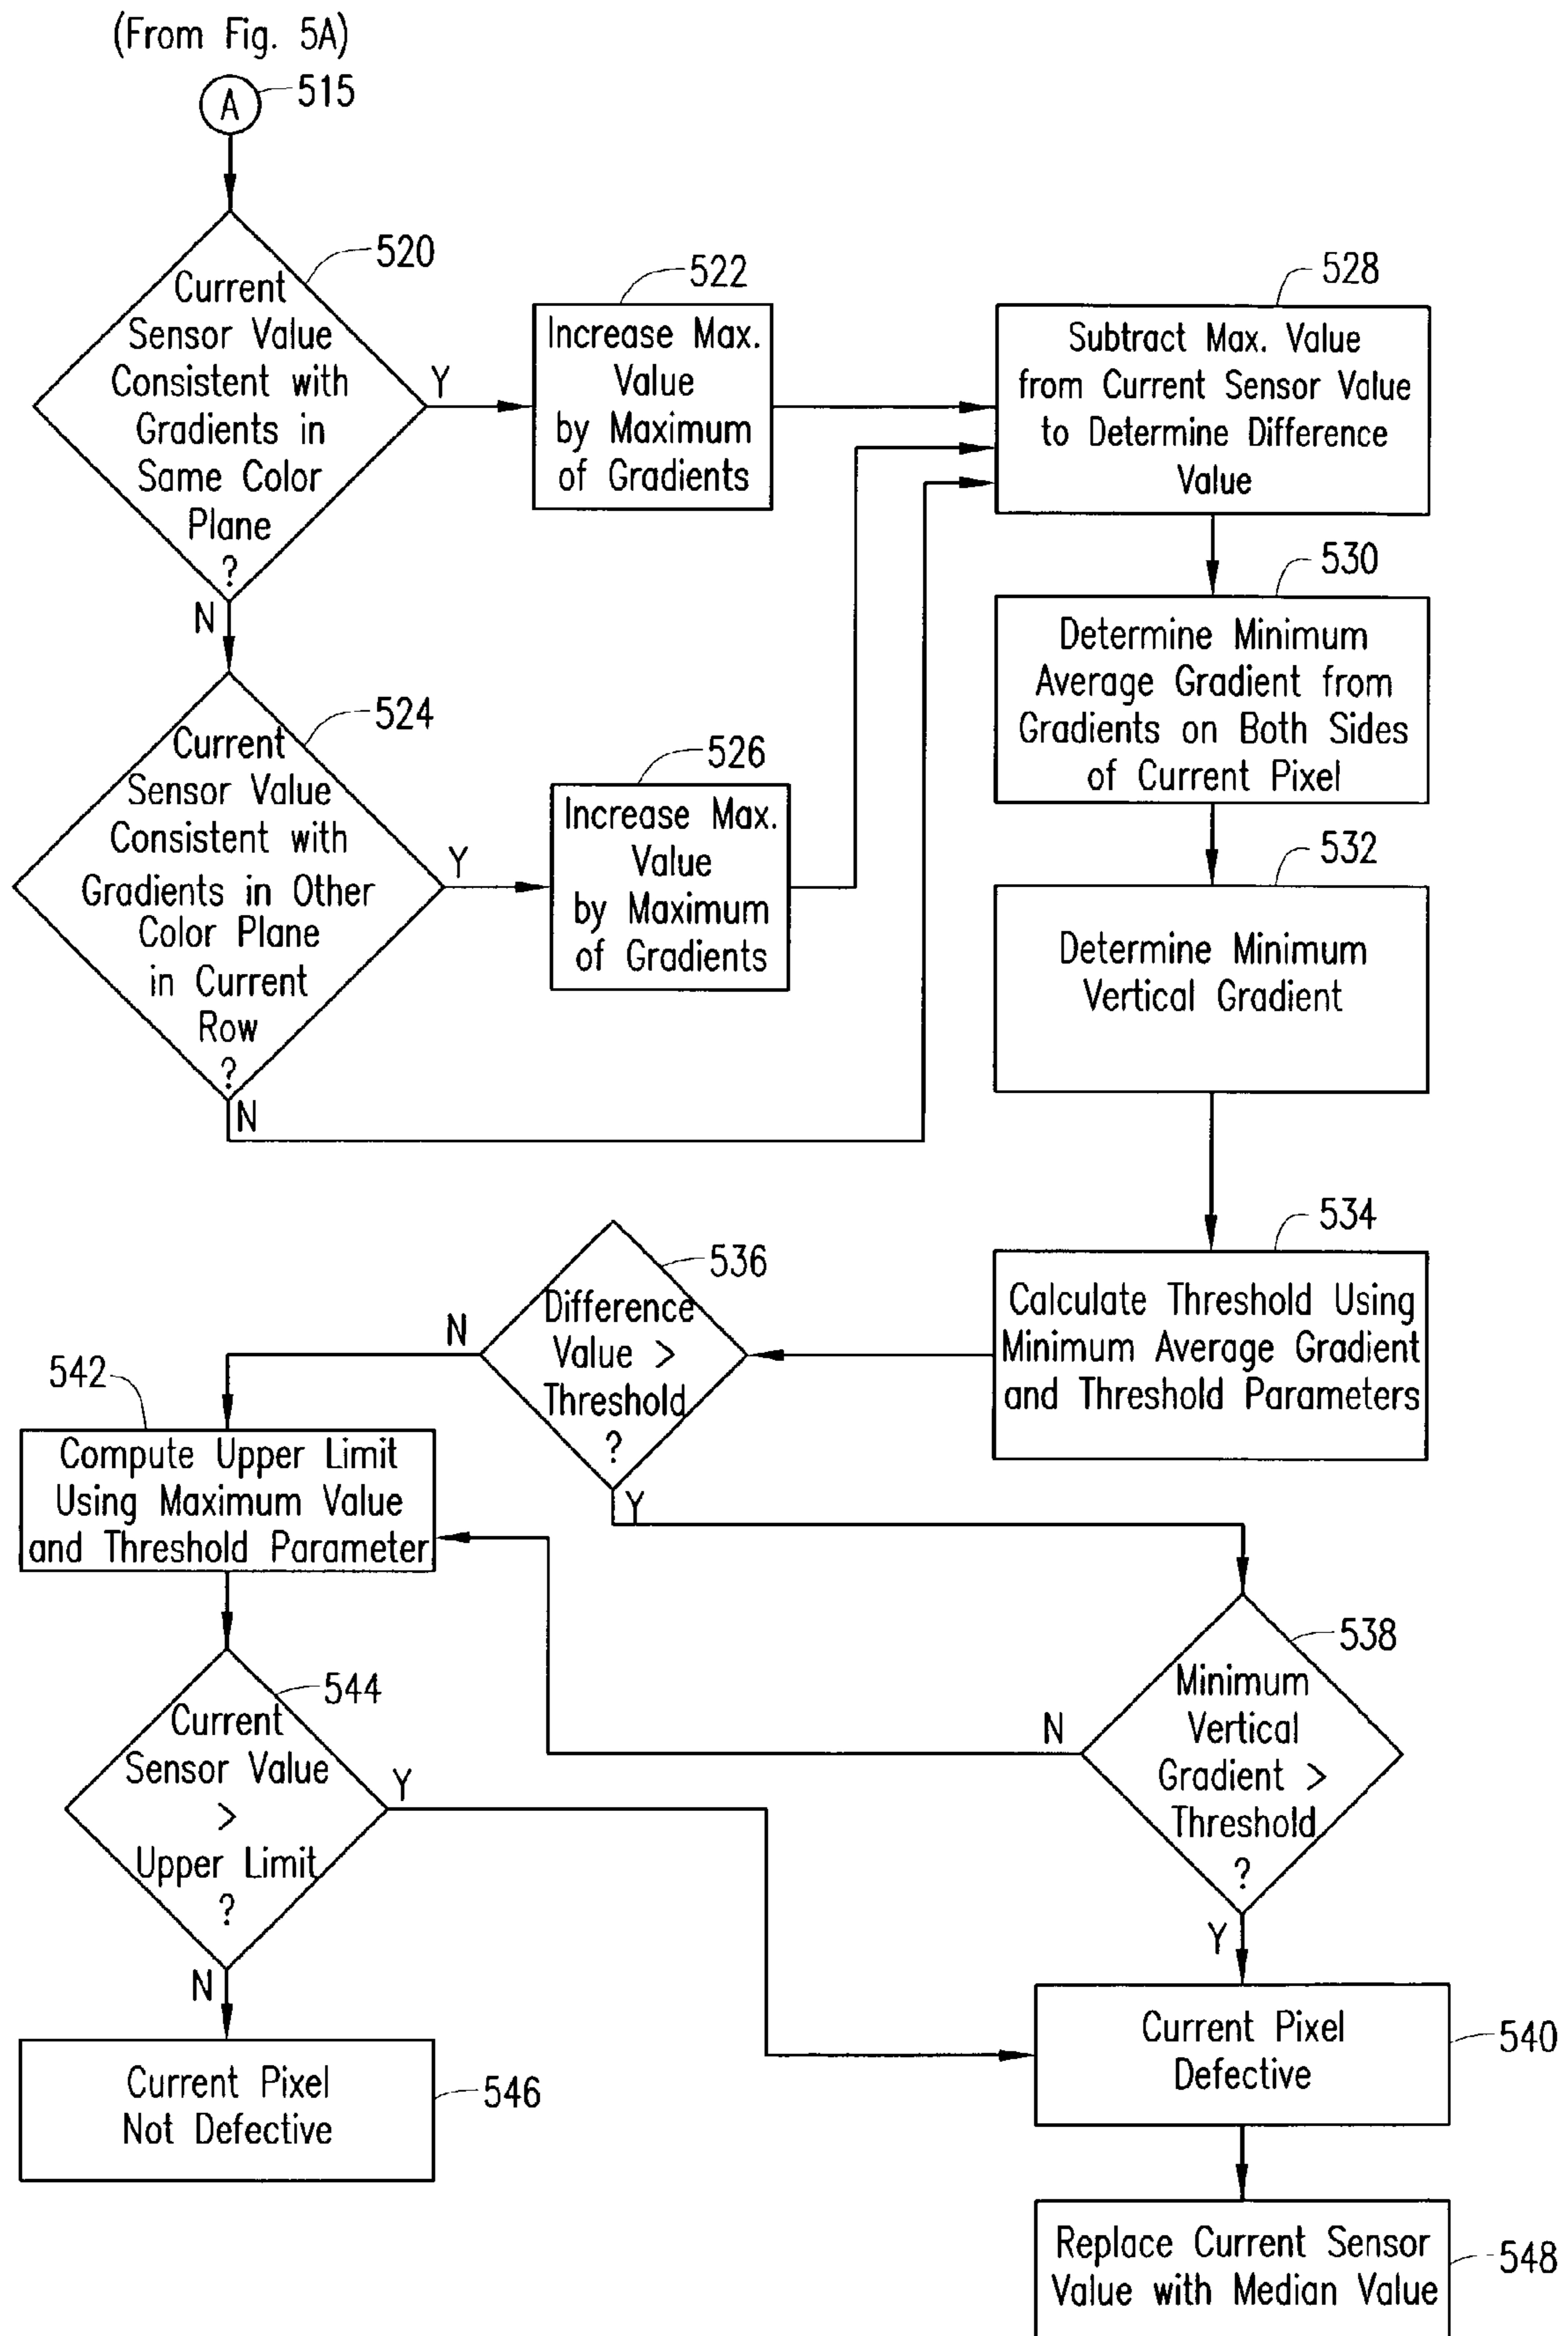 (From Fig. 5A)
A
515
520
Current
Sensor Value
Consistent with
Gradients in
Same Color
Plane
?
Y
N
522
Increase Max.
Value
by Maximum
of Gradients
528
Subtract Max. Value
from Current Sensor Value
to Determine Difference
Value
530
Determine Minimum
Average Gradient from
Gradients on Both Sides
of Current Pixel
524
Current
Sensor Value
Consistent with
Gradients in Other
Color Plane
in Current
Row
?
Y
N
526
Increase Max.
Value
by Maximum
of Gradients
532
Determine Minimum
Vertical Gradient
534
Calculate Threshold Using
Minimum Average Gradient
and Threshold Parameters
536
Difference
Value >
Threshold
?
N
Y
542
Compute Upper Limit
Using Maximum Value
and Threshold Parameter
538
Minimum
Vertical
Gradient >
Threshold
?
N
Y
544
Current
Sensor Value
>
Upper Limit
?
Y
N
546
Current Pixel
Not Defective
540
Current Pixel
Defective
548
Replace Current Sensor
Value with Median Value